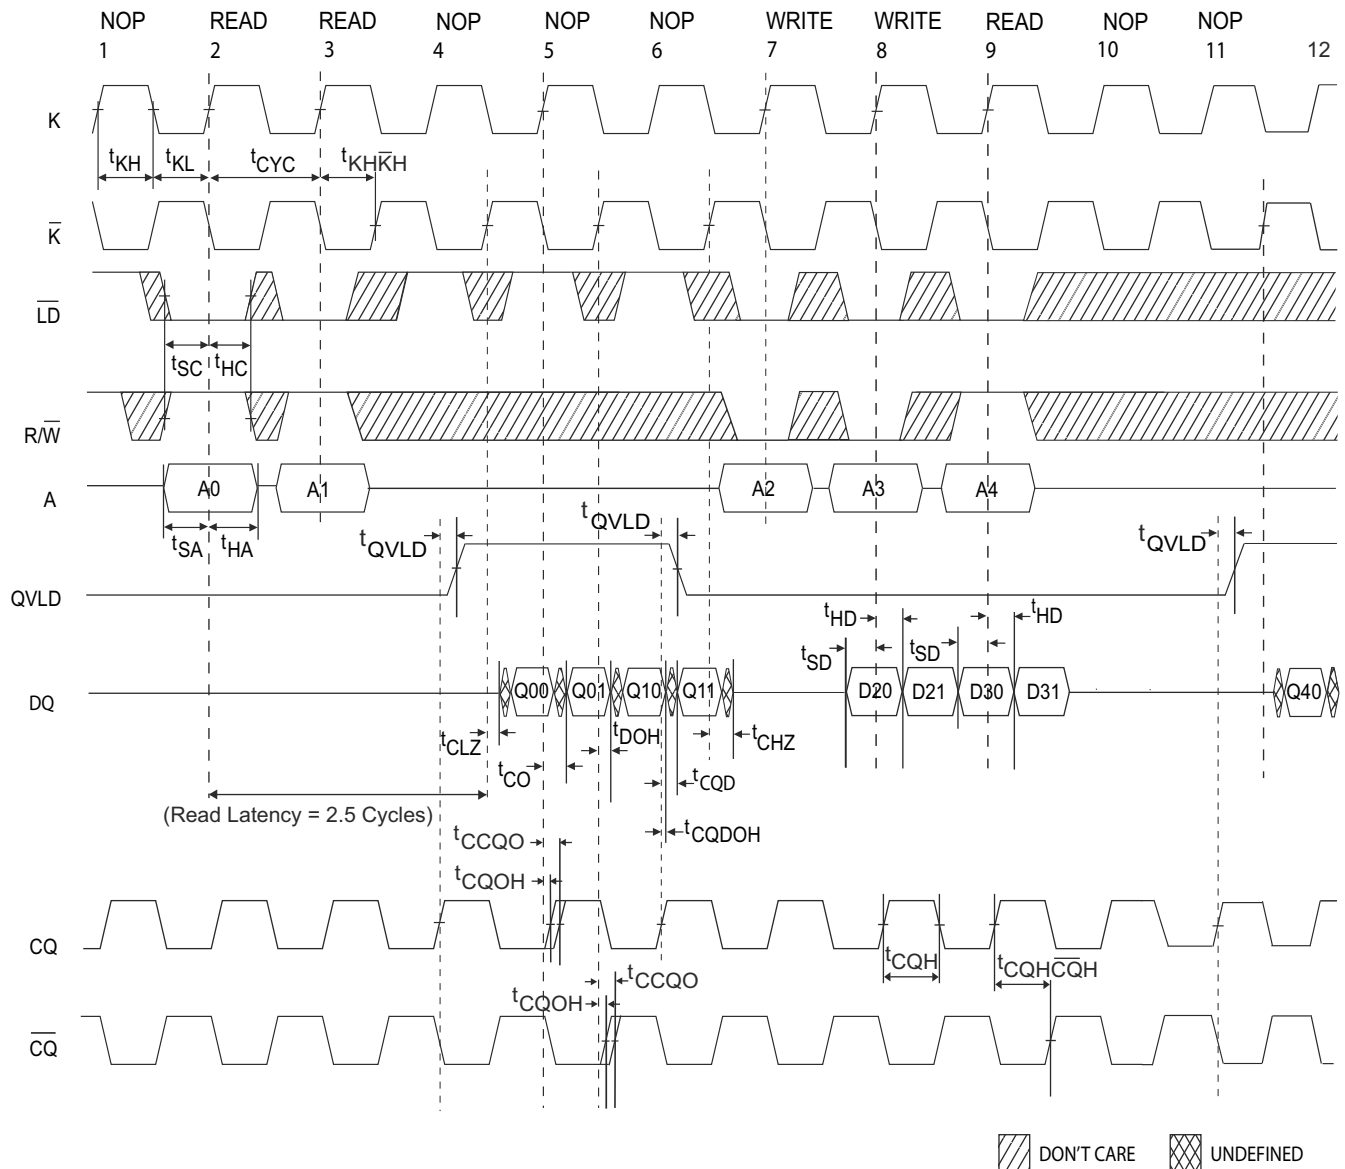 NOP READ READ NOP NOP NOP WRITE WRITE READ NOP NOP
1 2 3 4 5 6 7 8 9 10 11 12
K
tKH tKL tCYC tKHK̅H
K̅
L̅D̅
tSC tHC
R/W̅
A A0 A1 A2 A3 A4
tSA tHA tQVLD tQVLD tQVLD
QVLD
tHD tHD
tSD tSD
DQ Q00 Q01 Q10 Q11 D20 D21 D30 D31 Q40
tCLZ tDOH tCHZ
tCO tCQD
(Read Latency = 2.5 Cycles)
tCQDOH
tCCQO
tCQOH
CQ
tCQH tCQHC̅Q̅H
tCCQO
tCQOH
C̅Q̅
DON'T CARE UNDEFINED